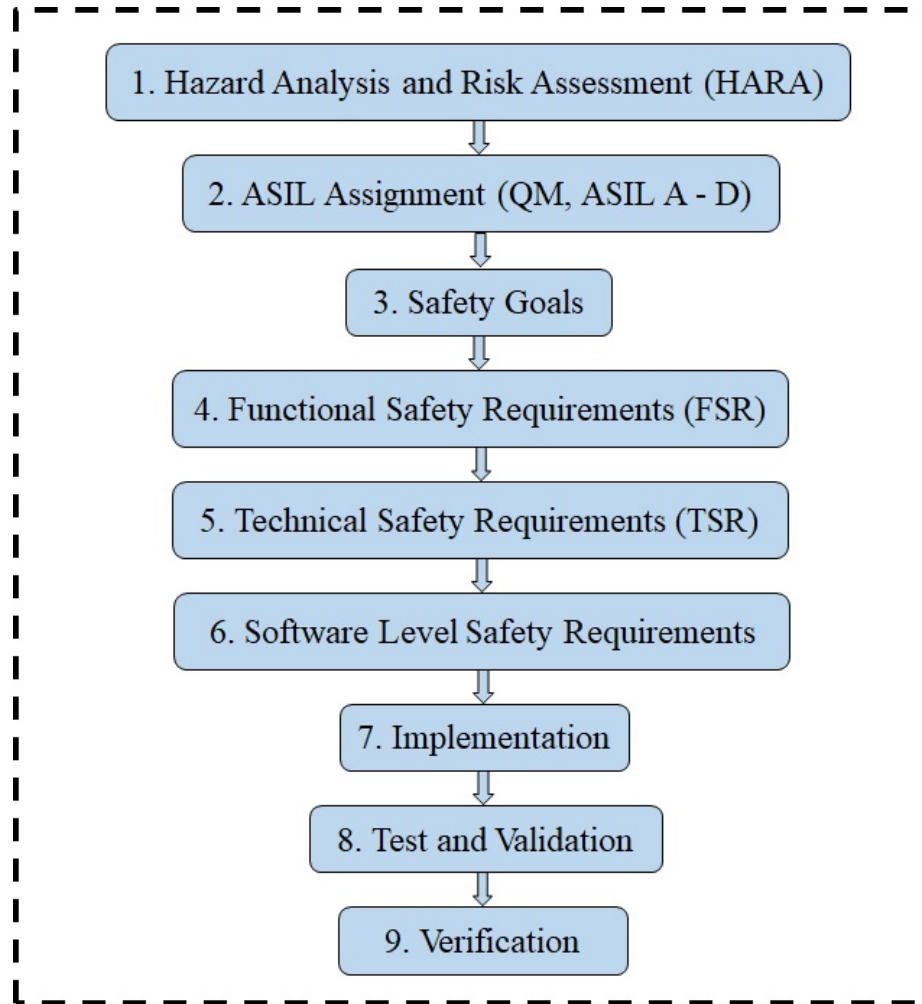 1. Hazard Analysis and Risk Assessment (HARA)
2. ASIL Assignment (QM, ASIL A - D)
3. Safety Goals
4. Functional Safety Requirements (FSR)
5. Technical Safety Requirements (TSR)
6. Software Level Safety Requirements
7. Implementation
8. Test and Validation
9. Verification